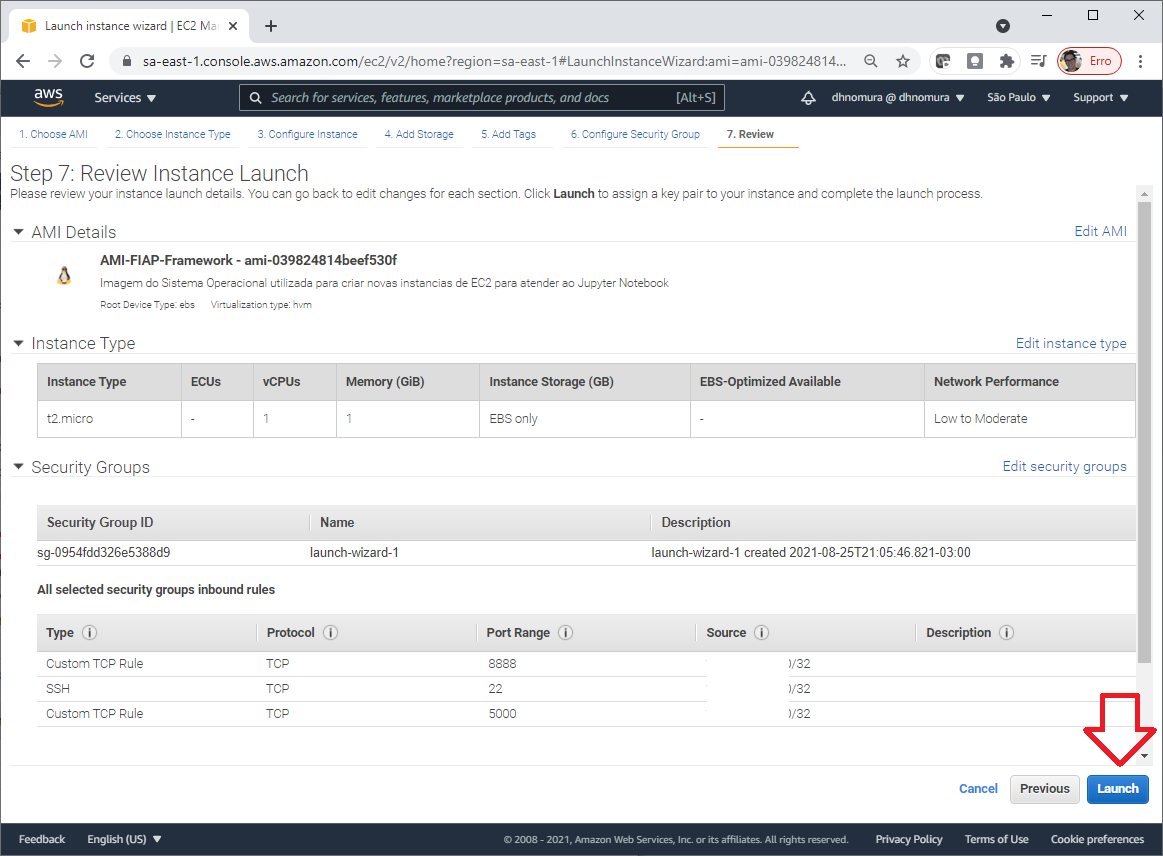 Launch instance wizard | EC2 Ma
sa-east-1.console.aws.amazon.com/ec2/v2/home?region=sa-east-1#LaunchInstanceWizard:ami=ami-039824814...
Erro
aws
Services
Search for services, features, marketplace products, and docs [Alt+S]
dhnomura @ dhnomura
São Paulo
Support
1. Choose AMI 2. Choose Instance Type 3. Configure Instance 4. Add Storage 5. Add Tags 6. Configure Security Group 7. Review
Step 7: Review Instance Launch
Please review your instance launch details. You can go back to edit changes for each section. Click Launch to assign a key pair to your instance and complete the launch process.
AMI Details Edit AMI
AMI-FIAP-Framework - ami-039824814beef530f
Imagem do Sistema Operacional utilizada para criar novas instancias de EC2 para atender ao Jupyter Notebook
Root Device Type: ebs Virtualization type: hvm
Instance Type Edit instance type
Instance Type ECUs vCPUs Memory (GiB) Instance Storage (GB) EBS-Optimized Available Network Performance
t2.micro - 1 1 EBS only - Low to Moderate
Security Groups Edit security groups
Security Group ID Name Description
sg-0954fdd326e5388d9 launch-wizard-1 launch-wizard-1 created 2021-08-25T21:05:46.821-03:00
All selected security groups inbound rules
Type Protocol Port Range Source Description
Custom TCP Rule TCP 8888 /32
SSH TCP 22 /32
Custom TCP Rule TCP 5000 /32
Cancel Previous Launch
Feedback English (US) © 2008 - 2021, Amazon Web Services, Inc. or its affiliates. All rights reserved. Privacy Policy Terms of Use Cookie preferences